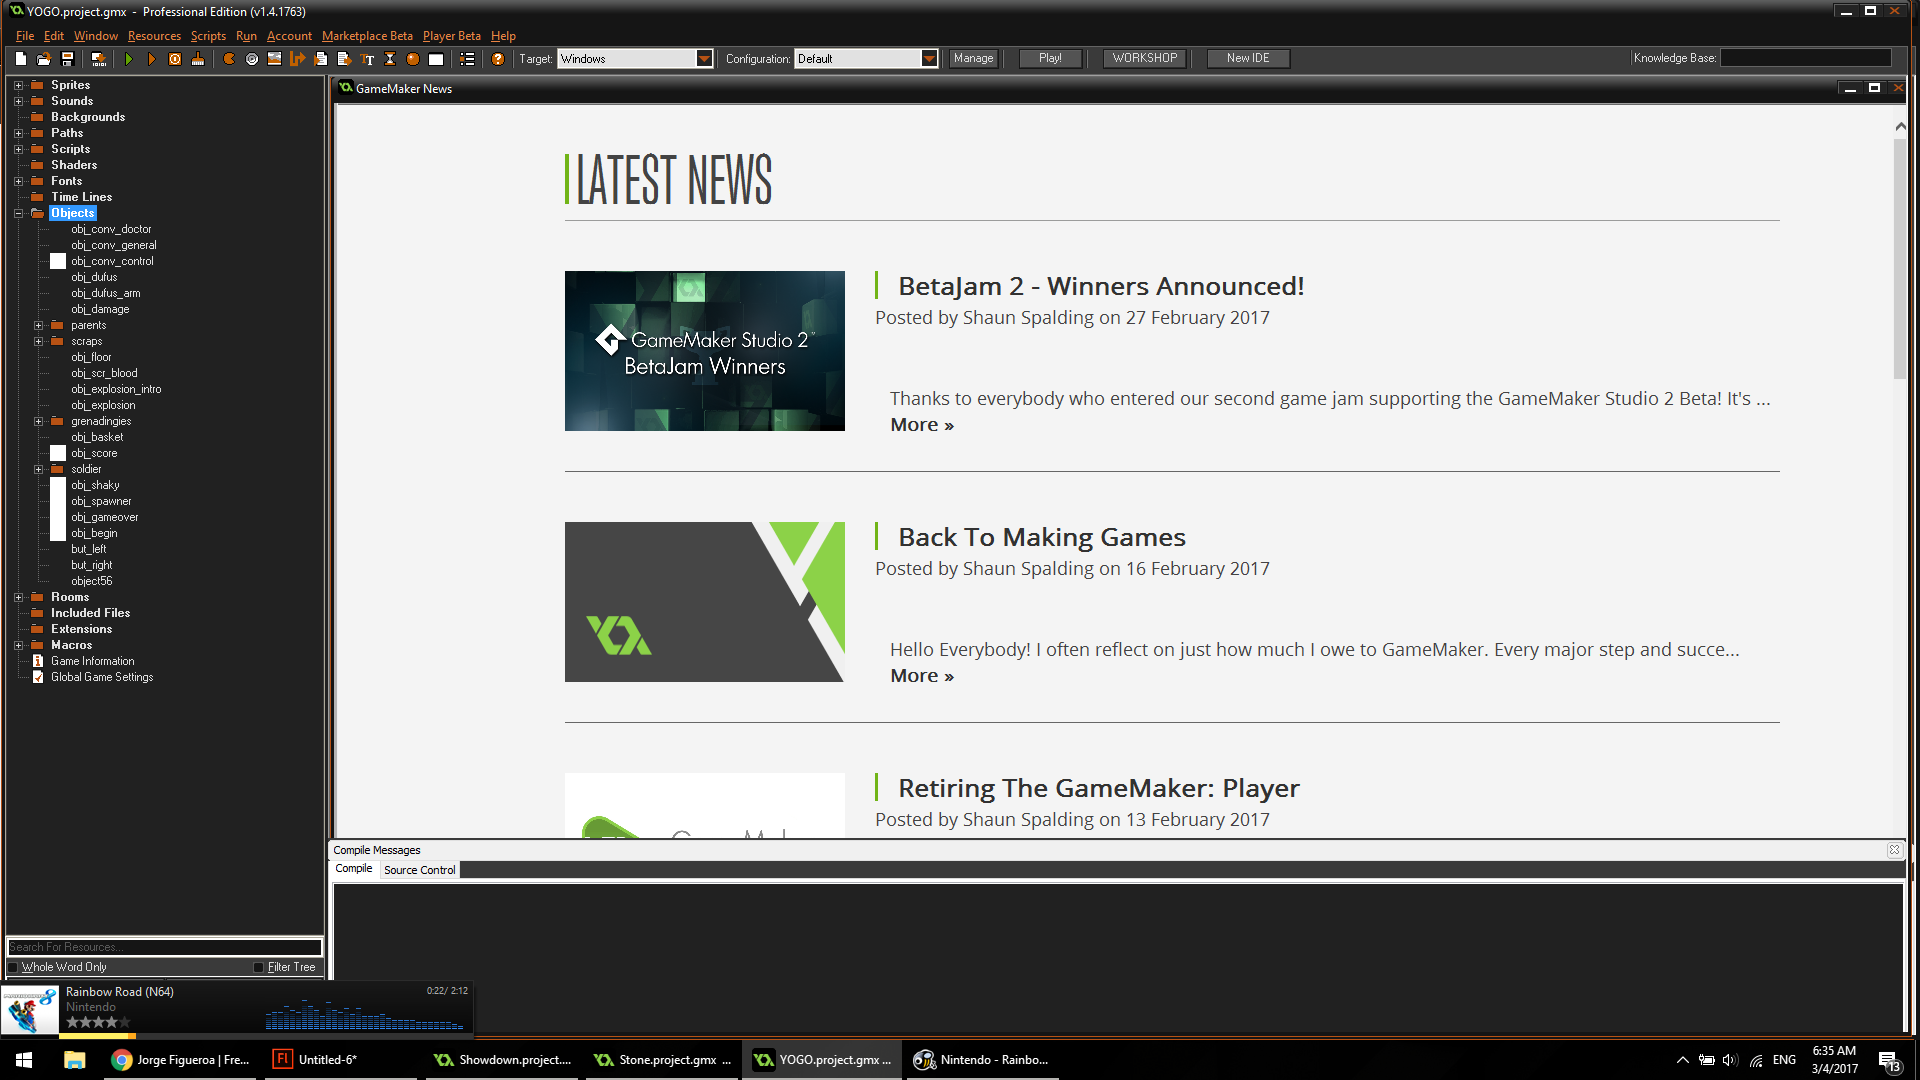 YOGO.project.gmx - Professional Edition (v1.4.1763)
File Edit Window Resources Scripts Run Account Marketplace Beta Player Beta Help
Target: Windows Configuration: Default Manage Play! WORKSHOP New IDE Knowledge Base:
Sprites
Sounds
Backgrounds
Paths
Scripts
Shaders
Fonts
Time Lines
Objects
obj_conv_doctor
obj_conv_general
obj_conv_control
obj_dufus
obj_dufus_arm
obj_damage
parents
scraps
obj_floor
obj_scr_blood
obj_explosion_intro
obj_explosion
grenadingies
obj_basket
obj_score
soldier
obj_shaky
obj_spawner
obj_gameover
obj_begin
but_left
but_right
object56
Rooms
Included Files
Extensions
Macros
Game Information
Global Game Settings
Search For Resources...
Whole Word Only Filter Tree
GameMaker News
LATEST NEWS
GameMaker Studio 2
BetaJam Winners
BetaJam 2 - Winners Announced!
Posted by Shaun Spalding on 27 February 2017
Thanks to everybody who entered our second game jam supporting the GameMaker Studio 2 Beta! It's ...
More »
Back To Making Games
Posted by Shaun Spalding on 16 February 2017
Hello Everybody! I often reflect on just how much I owe to GameMaker. Every major step and succe...
More »
Retiring The GameMaker: Player
Posted by Shaun Spalding on 13 February 2017
Compile Messages
Compile Source Control
Rainbow Road (N64) 0:22/ 2:12
Nintendo
Jorge Figueroa | Fre... Untitled-6* Showdown.project.... Stone.project.gmx ... YOGO.project.gmx ... Nintendo - Rainbo... ENG 6:35 AM
3/4/2017 13